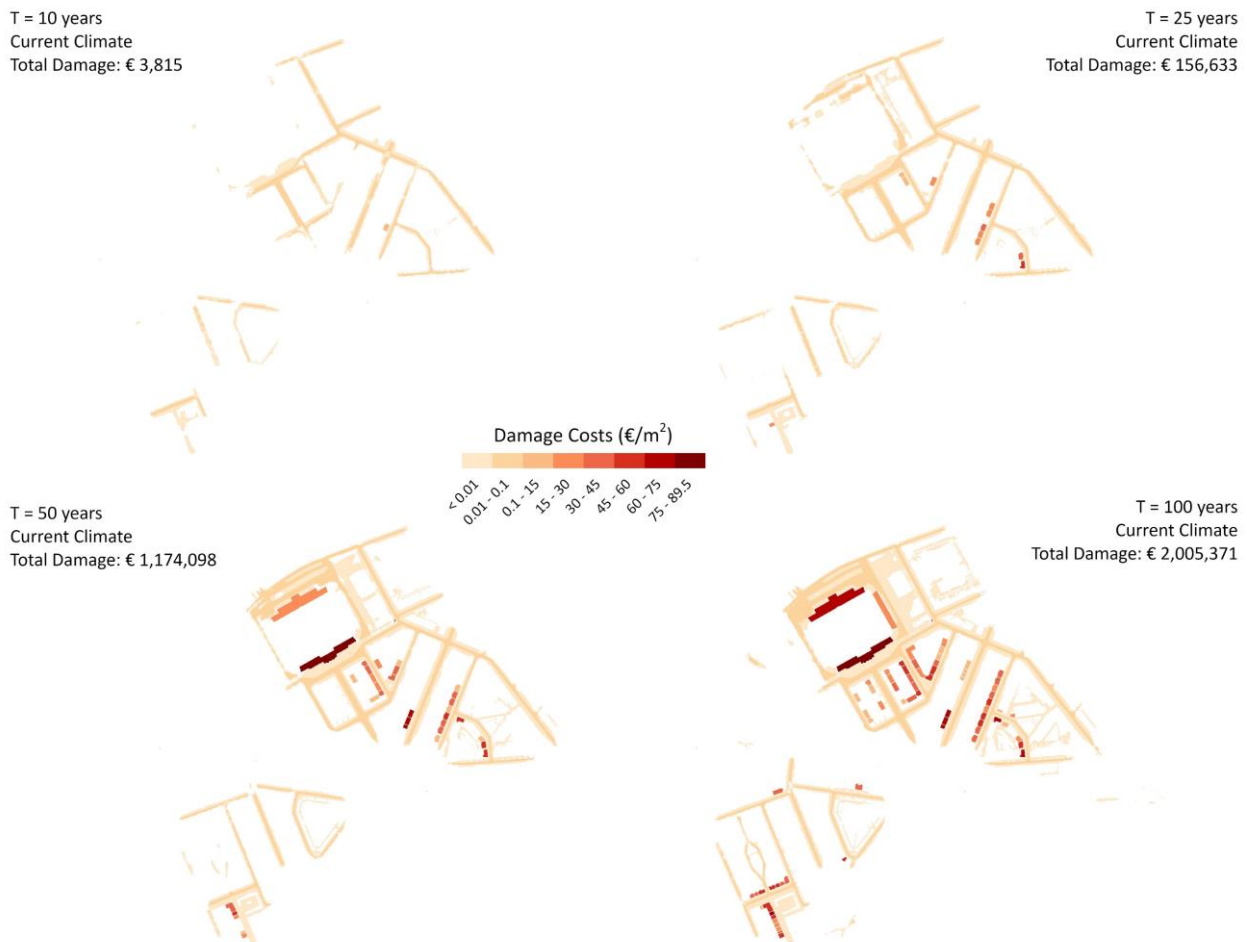 T = 10 years
Current Climate
Total Damage: € 3,815
T = 25 years
Current Climate
Total Damage: € 156,633
Damage Costs (€/m²)
< 0.01
0.01 - 0.1
0.1 - 15
15 - 30
30 - 45
45 - 60
60 - 75
75 - 89.5
T = 50 years
Current Climate
Total Damage: € 1,174,098
T = 100 years
Current Climate
Total Damage: € 2,005,371